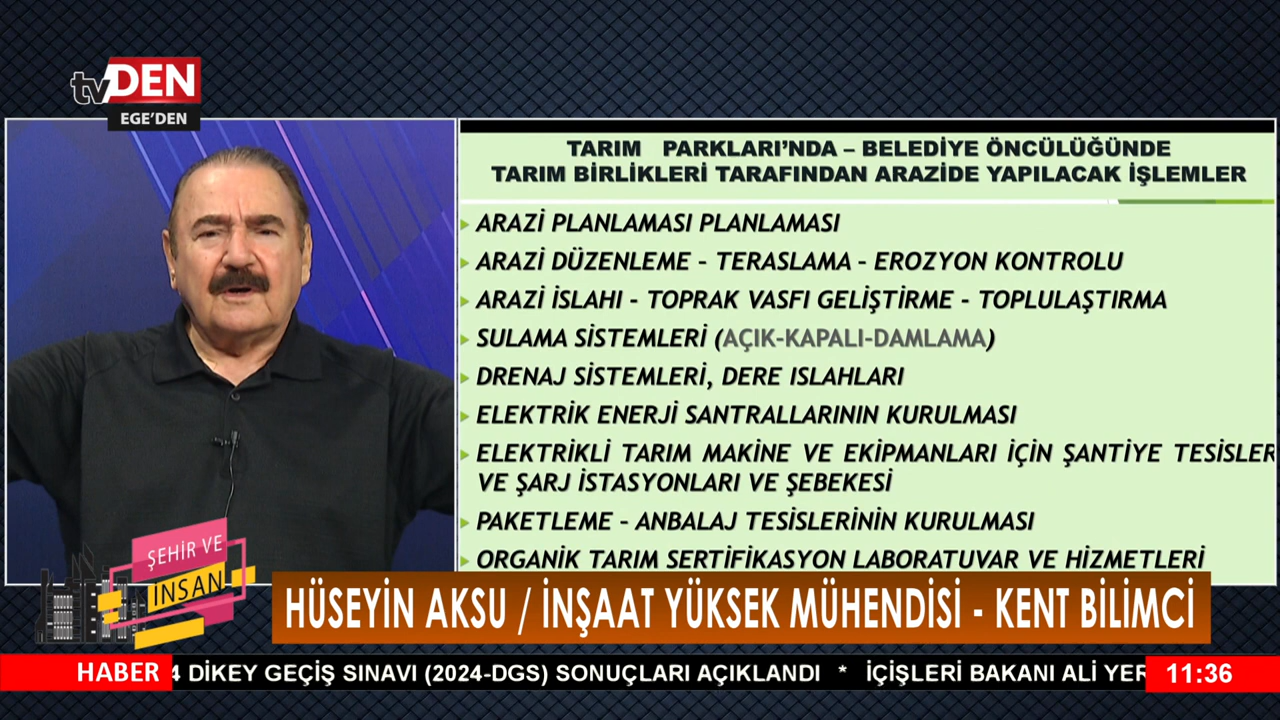 tvDEN
EGE'DEN
TARIM PARKLARI'NDA – BELEDİYE ÖNCÜLÜĞÜNDE
TARIM BİRLİKLERİ TARAFINDAN ARAZİDE YAPILACAK İŞLEMLER
ARAZİ PLANLAMASI PLANLAMASI
ARAZİ DÜZENLEME – TERASLAMA – EROZYON KONTROLU
ARAZİ İSLAHI - TOPRAK VASFI GELİŞTİRME - TOPLULAŞTIRMA
SULAMA SİSTEMLERİ (AÇIK-KAPALI-DAMLAMA)
DRENAJ SİSTEMLERİ, DERE ISLAHLARI
ELEKTRİK ENERJİ SANTRALLARININ KURULMASI
ELEKTRİKLİ TARIM MAKİNE VE EKİPMANLARI İÇİN ŞANTİYE TESİSLER
VE ŞARJ İSTASYONLARI VE ŞEBEKESİ
PAKETLEME – ANBALAJ TESİSLERİNİN KURULMASI
ORGANİK TARIM SERTİFİKASYON LABORATUVAR VE HİZMETLERİ
ŞEHİR VE
İNSAN
HÜSEYİN AKSU / İNŞAAT YÜKSEK MÜHENDİSİ - KENT BİLİMCİ
HABER 4 DİKEY GEÇİŞ SINAVI (2024-DGS) SONUÇLARI AÇIKLANDI * İÇİŞLERİ BAKANI ALİ YER 11:36